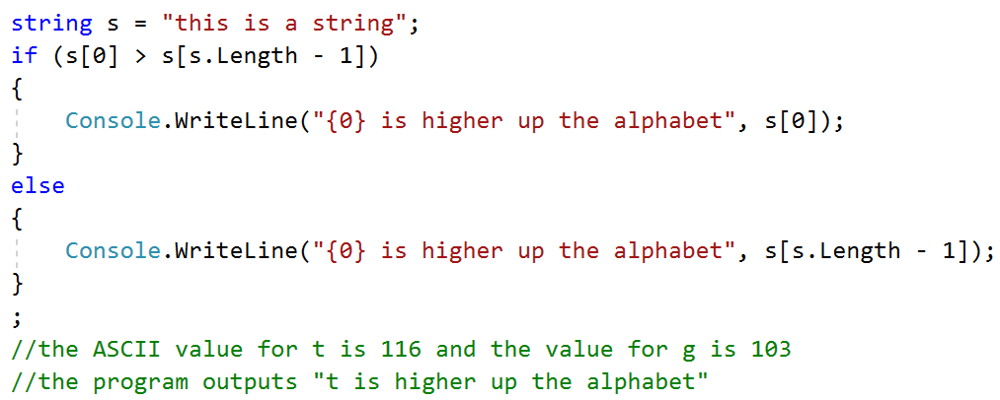 string s = "this is a string";
if (s[0] > s[s.Length - 1])
{
    Console.WriteLine("{0} is higher up the alphabet", s[0]);
}
else
{
    Console.WriteLine("{0} is higher up the alphabet", s[s.Length - 1]);
}
;
//the ASCII value for t is 116 and the value for g is 103
//the program outputs "t is higher up the alphabet"